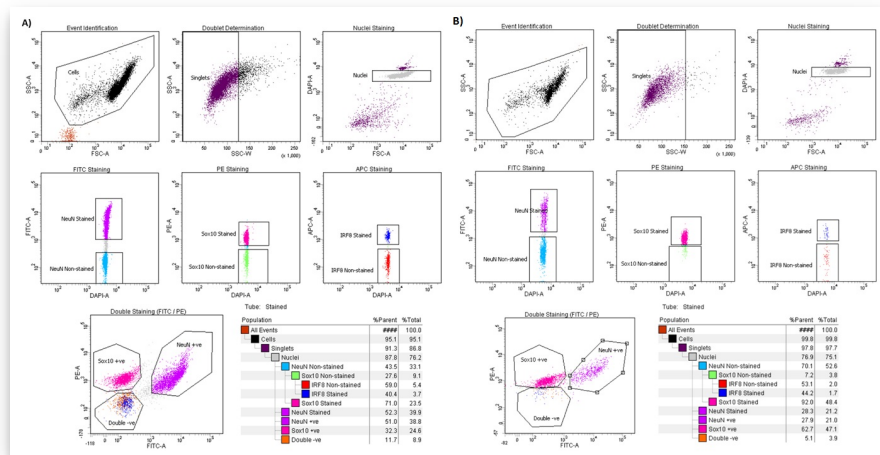 A)
Event Identification
Cells
SSC-A
FSC-A
Doublet Determination
Singlets
SSC-A
SSC-W
(x 1,000)
Nuclei Staining
Nuclei
DAPI-A
FSC-A
FITC Staining
NeuN Stained
NeuN Non-stained
FITC-A
DAPI-A
PE Staining
Sox10 Stained
Sox10 Non-stained
PE-A
DAPI-A
APC Staining
IRF8 Stained
IRF8 Non-stained
APC-A
DAPI-A
Double Staining (FITC / PE)
Sox10 +ve
NeuN +ve
Double -ve
PE-A
FITC-A
Tube: Stained
Population %Parent %Total
All Events #### 100.0
Cells 95.1 95.1
Singlets 91.3 86.8
Nuclei 87.8 76.2
NeuN Non-stained 43.5 33.1
Sox10 Non-stained 27.6 9.1
IRF8 Non-stained 59.0 5.4
IRF8 Stained 40.4 3.7
Sox10 Stained 71.0 23.5
NeuN Stained 52.3 39.9
NeuN +ve 51.0 38.8
Sox10 +ve 32.3 24.6
Double -ve 11.7 8.9
B)
Event Identification
Cells
SSC-A
FSC-A
Doublet Determination
Singlets
SSC-A
SSC-W
(x 1,000)
Nuclei Staining
Nuclei
DAPI-A
FSC-A
FITC Staining
NeuN Stained
NeuN Non-stained
FITC-A
DAPI-A
PE Staining
Sox10 Stained
Sox10 Non-stained
PE-A
DAPI-A
APC Staining
IRF8 Stained
IRF8 Non-stained
APC-A
DAPI-A
Double Staining (FITC / PE)
Sox10 +ve
NeuN +ve
Double -ve
PE-A
FITC-A
Tube: Stained
Population %Parent %Total
All Events #### 100.0
Cells 99.8 99.8
Singlets 97.8 97.7
Nuclei 76.9 75.1
NeuN Non-stained 70.1 52.6
Sox10 Non-stained 7.2 3.8
IRF8 Non-stained 53.1 2.0
IRF8 Stained 44.2 1.7
Sox10 Stained 92.0 48.4
NeuN Stained 28.3 21.2
NeuN +ve 27.9 21.0
Sox10 +ve 62.7 47.1
Double -ve 5.1 3.9